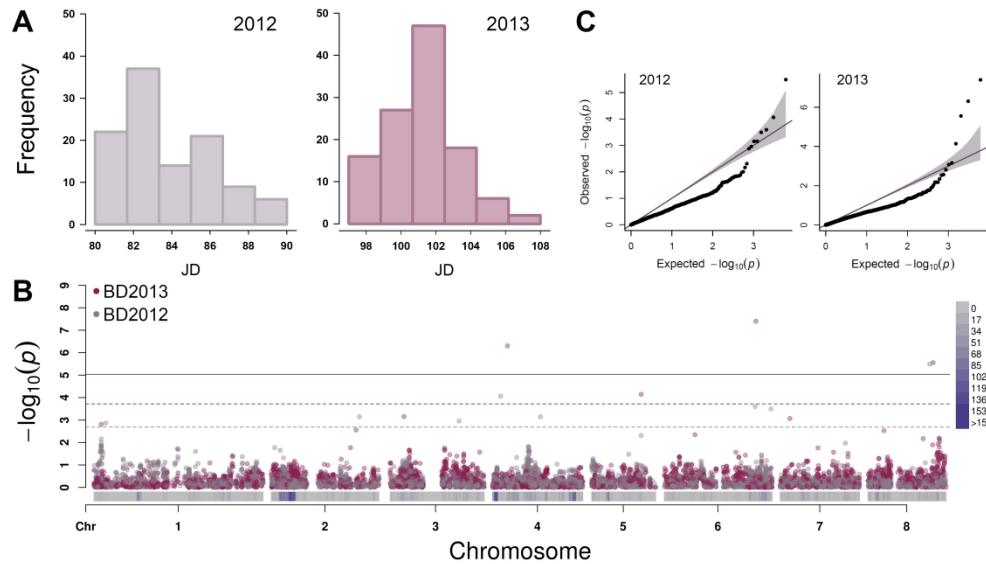 A
2012
2013
Frequency
50
40
30
20
10
0
80 82 84 86 88 90
JD
50
40
30
20
10
0
98 100 102 104 106 108
JD
C
2012
2013
Observed −log10(p)
5
4
3
2
1
0
0 1 2 3
Expected −log10(p)
6
4
2
0
0 1 2 3
Expected −log10(p)
B
BD2013
BD2012
−log10(p)
9
8
7
6
5
4
3
2
1
0
0
17
34
51
68
85
102
119
136
153
>15
Chr 1 2 3 4 5 6 7 8
Chromosome